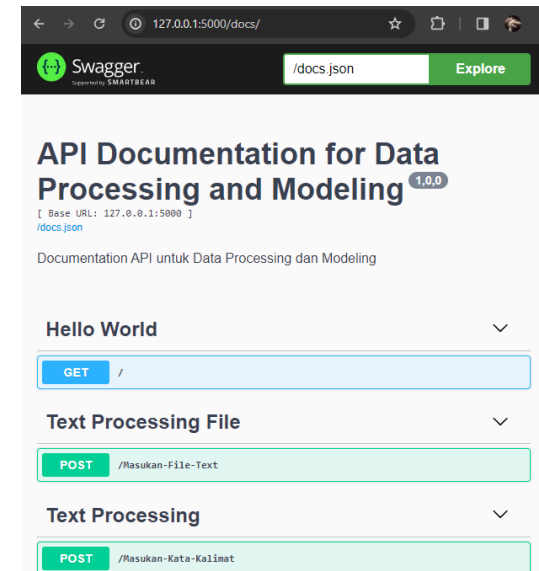 127.0.0.1:5000/docs/
Swagger.
Supported by SMARTBEAR
/docs.json
Explore
API Documentation for Data
Processing and Modeling 1,0,0
[ Base URL: 127.0.0.1:5000 ]
/docs.json
Documentation API untuk Data Processing dan Modeling
Hello World
GET /
Text Processing File
POST /Masukan-File-Text
Text Processing
POST /Masukan-Kata-Kalimat